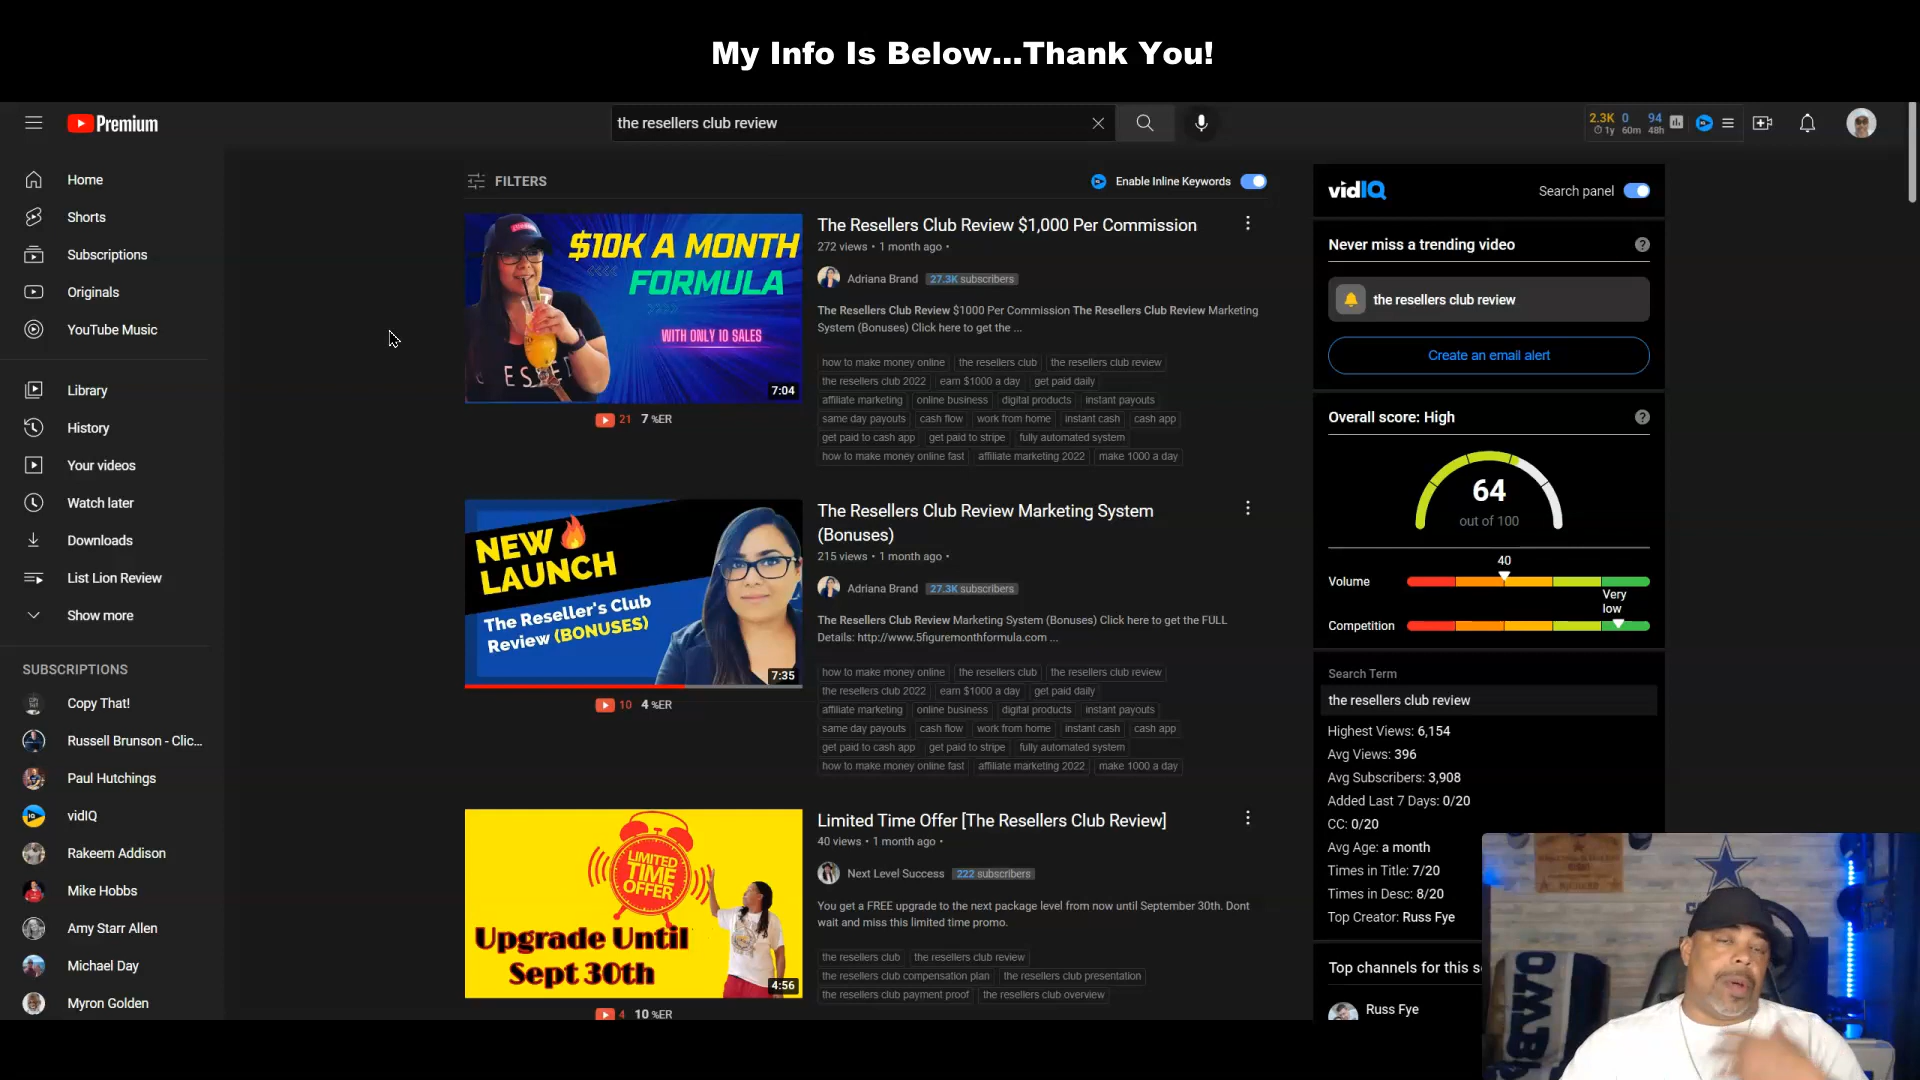 My Info Is Below...Thank You!
Premium
the resellers club review
2.3K 0 94
1y 60m 48h
Home
Shorts
Subscriptions
Originals
YouTube Music
Library
History
Your videos
Watch later
Downloads
List Lion Review
Show more
SUBSCRIPTIONS
Copy That!
Russell Brunson - Clic...
Paul Hutchings
vidIQ
Rakeem Addison
Mike Hobbs
Amy Starr Allen
Michael Day
Myron Golden
FILTERS
Enable Inline Keywords
$10K A MONTH
FORMULA
WITH ONLY 10 SALES
7:04
21 7 %ER
The Resellers Club Review $1,000 Per Commission
272 views • 1 month ago •
Adriana Brand 27.3K subscribers
The Resellers Club Review $1000 Per Commission The Resellers Club Review Marketing
System (Bonuses) Click here to get the ...
how to make money online the resellers club the resellers club review
the resellers club 2022 earn $1000 a day get paid daily
affiliate marketing online business digital products instant payouts
same day payouts cash flow work from home instant cash cash app
get paid to cash app get paid to stripe fully automated system
how to make money online fast affiliate marketing 2022 make 1000 a day
NEW
LAUNCH
The Reseller's Club
Review (BONUSES)
7:35
10 4 %ER
The Resellers Club Review Marketing System
(Bonuses)
215 views • 1 month ago •
Adriana Brand 27.3K subscribers
The Resellers Club Review Marketing System (Bonuses) Click here to get the FULL
Details: http://www.5figuremonthformula.com ...
how to make money online the resellers club the resellers club review
the resellers club 2022 earn $1000 a day get paid daily
affiliate marketing online business digital products instant payouts
same day payouts cash flow work from home instant cash cash app
get paid to cash app get paid to stripe fully automated system
how to make money online fast affiliate marketing 2022 make 1000 a day
LIMITED
TIME
OFFER
Upgrade Until
Sept 30th
4:56
4 10 %ER
Limited Time Offer [The Resellers Club Review]
40 views • 1 month ago •
Next Level Success 222 subscribers
You get a FREE upgrade to the next package level from now until September 30th. Dont
wait and miss this limited time promo.
the resellers club the resellers club review
the resellers club compensation plan the resellers club presentation
the resellers club payment proof the resellers club overview
vidIQ
Search panel
Never miss a trending video
the resellers club review
Create an email alert
Overall score: High
64
out of 100
40
Volume
Very
low
Competition
Search Term
the resellers club review
Highest Views: 6,154
Avg Views: 396
Avg Subscribers: 3,908
Added Last 7 Days: 0/20
CC: 0/20
Avg Age: a month
Times in Title: 7/20
Times in Desc: 8/20
Top Creator: Russ Fye
Top channels for this s
Russ Fye